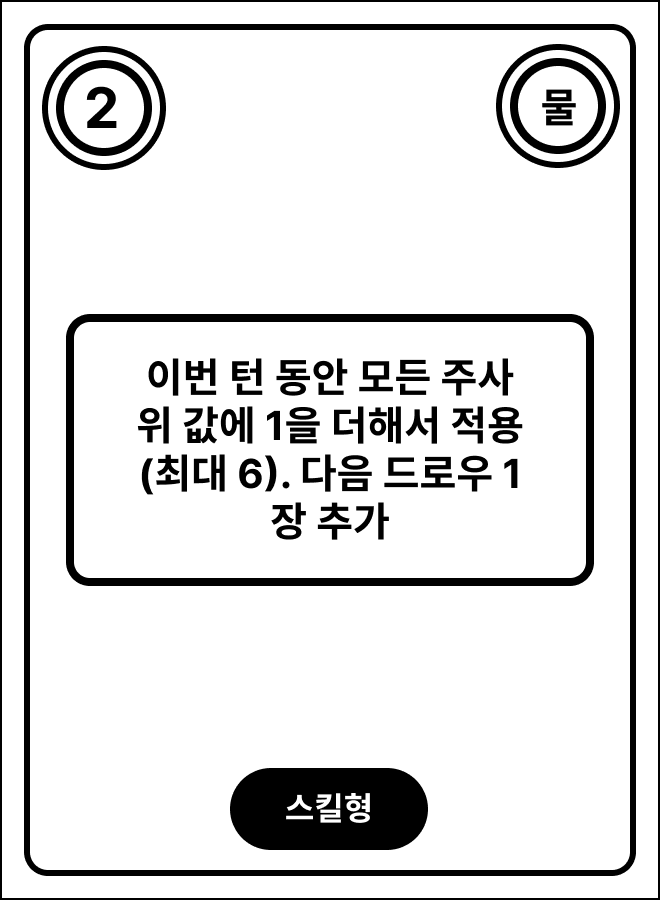 2
물
이번 턴 동안 모든 주사
위 값에 1을 더해서 적용
(최대 6). 다음 드로우 1
장 추가
스킬형